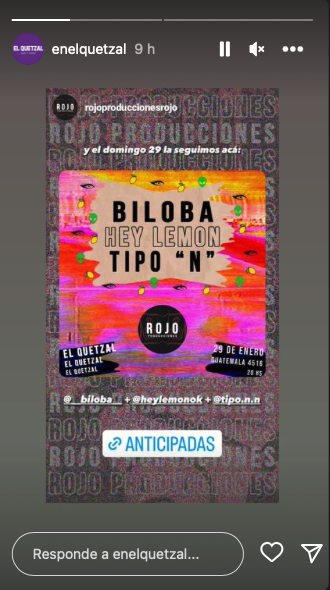 EL QUETZAL
enelquetzal 9 h
ROJO PRODUCCIONES
ROJO
rojoproduccionesrojo
ROJO PRODUCCIONES
y el domingo 29 la seguimos acá:
BILOBA
HEY LEMON
TIPO “N”
ROJO
PRODUCCIONES
EL QUETZAL
EL QUETZAL
EL QUETZAL
29 DE ENERO
GUATEMALA 4516
20 HS
@__biloba__ + @heylemonok + @tipo.n.n
ROJO PRODUCCIONES
ANTICIPADAS
ROJO PRODUCCIONES
ROJO PRODUCCIONES
Responde a enelquetzal...